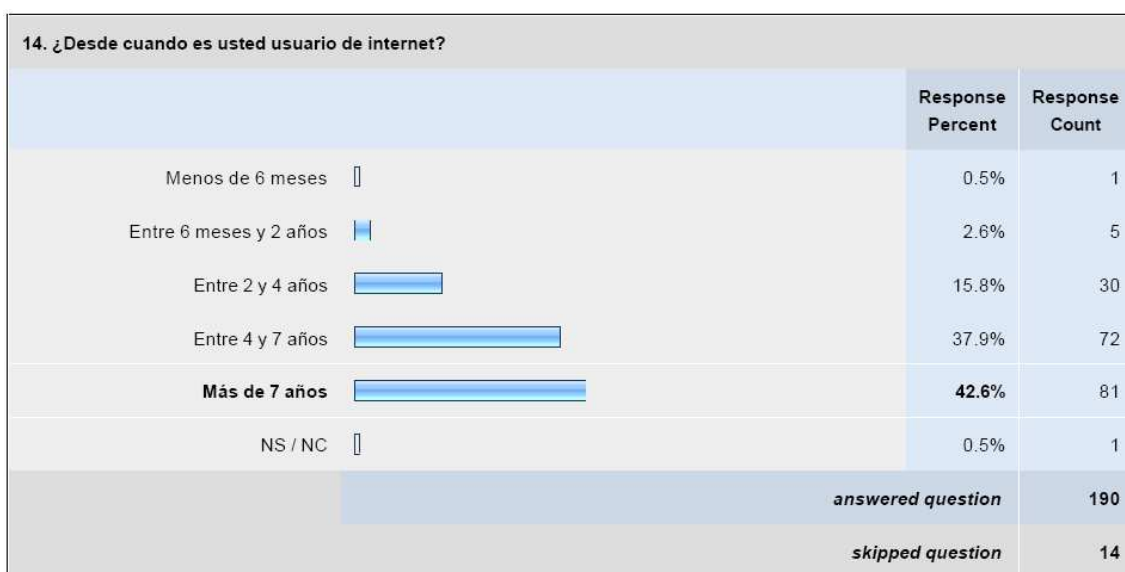 14. ¿Desde cuando es usted usuario de internet?
Response Percent Response Count
Menos de 6 meses 0.5% 1
Entre 6 meses y 2 años 2.6% 5
Entre 2 y 4 años 15.8% 30
Entre 4 y 7 años 37.9% 72
Más de 7 años 42.6% 81
NS / NC 0.5% 1
answered question 190
skipped question 14